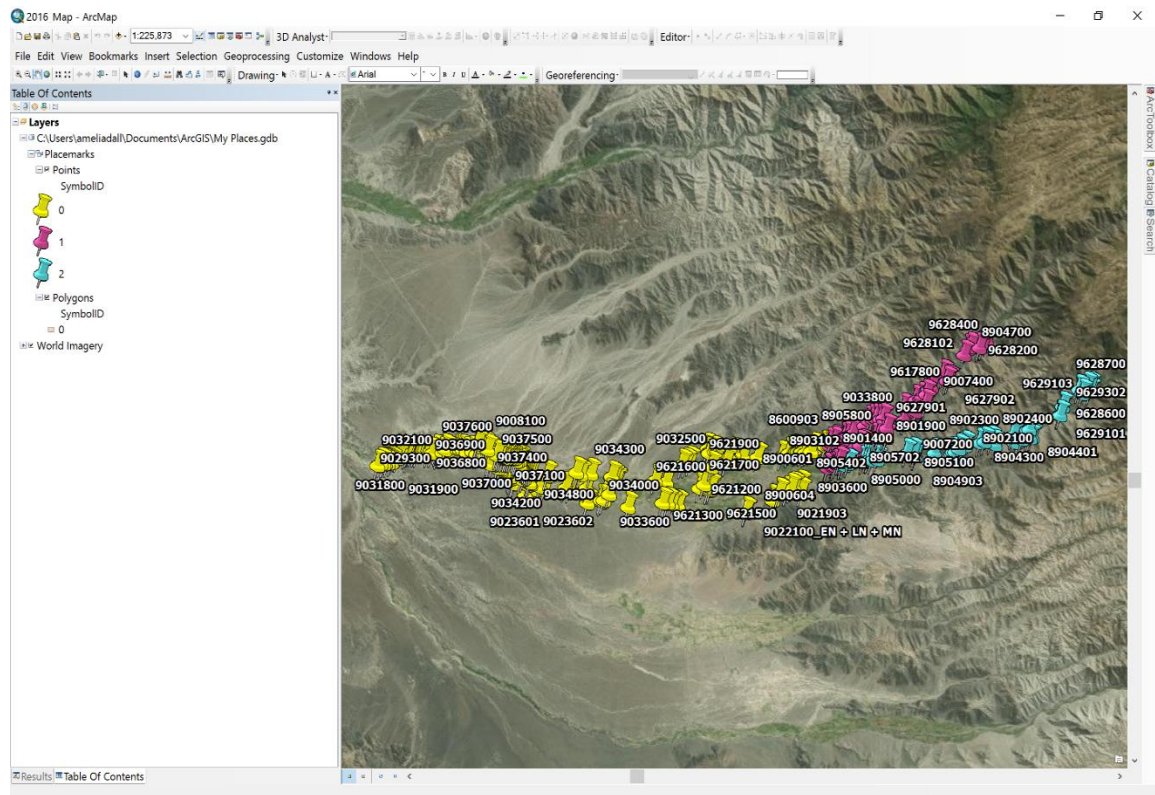 2016 Map - ArcMap
1:225,873
3D Analyst-
Editor-
File Edit View Bookmarks Insert Selection Geoprocessing Customize Windows Help
Drawing-
Arial
Georeferencing-
Table Of Contents
Layers
C:\Users\ameliadall\Documents\ArcGIS\My Places.gdb
Placemarks
Points
SymbolID
0
1
2
Polygons
SymbolID
0
World Imagery
Results Table Of Contents
ArcToolbox
Catalog
Search
9628400 8904700
9628102 9628200
9628700
9617800 9007400
9629103 9629302
9033800 9627901 9627902
9628600
8600903 8905800 8901900 8902300 8902400
9629101
9037600 9008100
9032100 9036900 9037500
9034300
9032500 9621900 8903102 8901400 9007200 8902100
9029300 9036800 9037400
9621600 9621700 8900601 8905402 8905702 8905100 8904300 8904401
9031800 9031900 9037000 9037100
9034000
9034200 9034800
9621200 8900604 8903600 8905000 8904903
9023601 9023602 9033600 9621300 9621500 9021903
9022100_EN + LN + MN